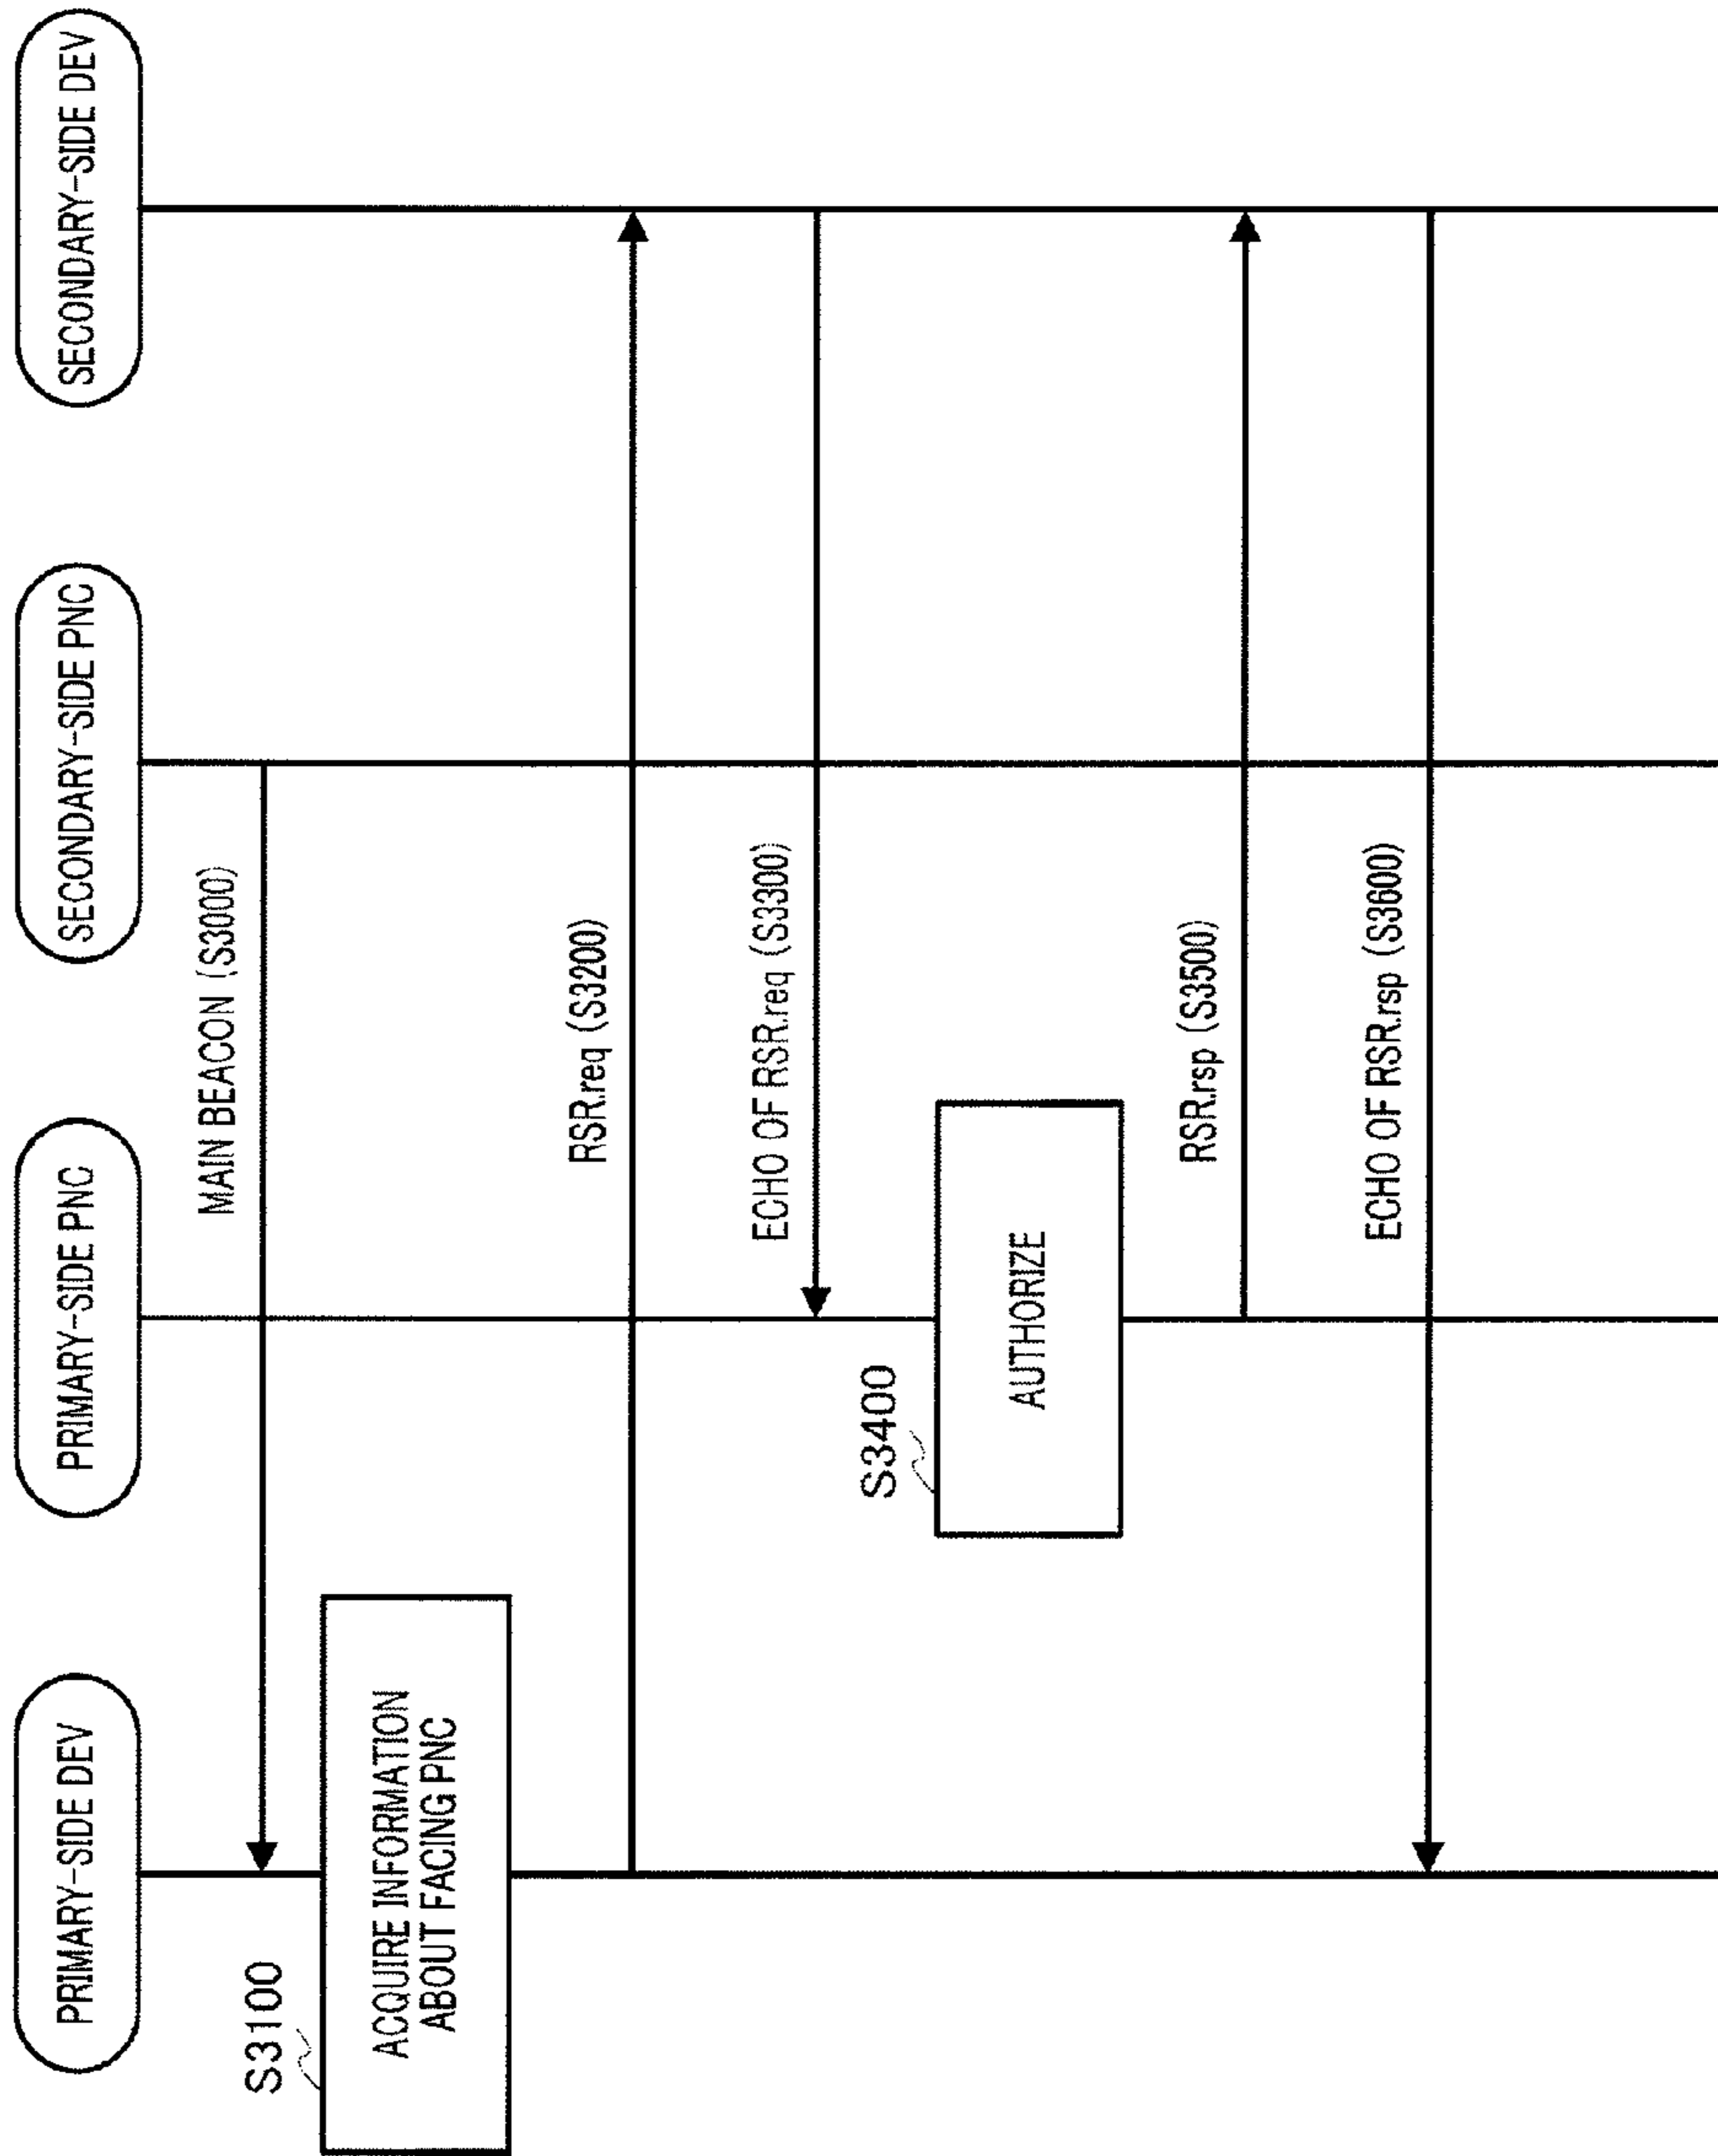 PRIMARY-SIDE DEV
PRIMARY-SIDE PNC
SECONDARY-SIDE PNC
SECONDARY-SIDE DEV
MAIN BEACON (S3000)
S3100
ACQUIRE INFORMATION
ABOUT FACING PNC
RSR.req (S3200)
ECHO OF RSR.req (S3300)
S3400
AUTHORIZE
RSR.rsp (S3500)
ECHO OF RSR.rsp (S3600)